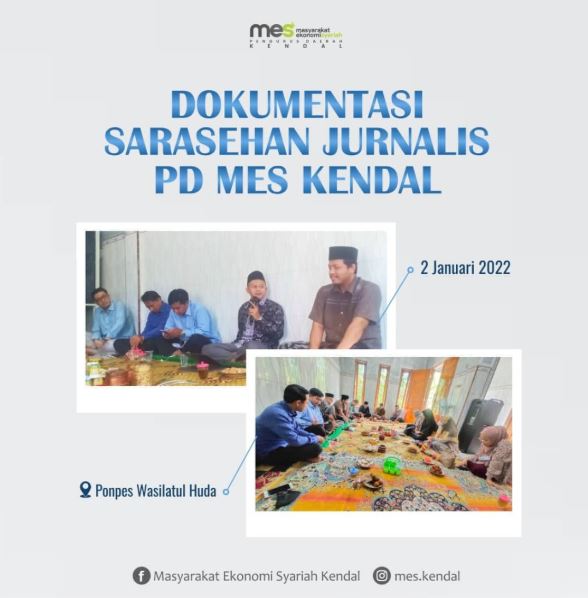 mes masyarakat
ekonomi syariah
PENGURUS DAERAH
KENDAL
DOKUMENTASI
SARASEHAN JURNALIS
PD MES KENDAL
2 Januari 2022
Ponpes Wasilatul Huda
Masyarakat Ekonomi Syariah Kendal mes.kendal